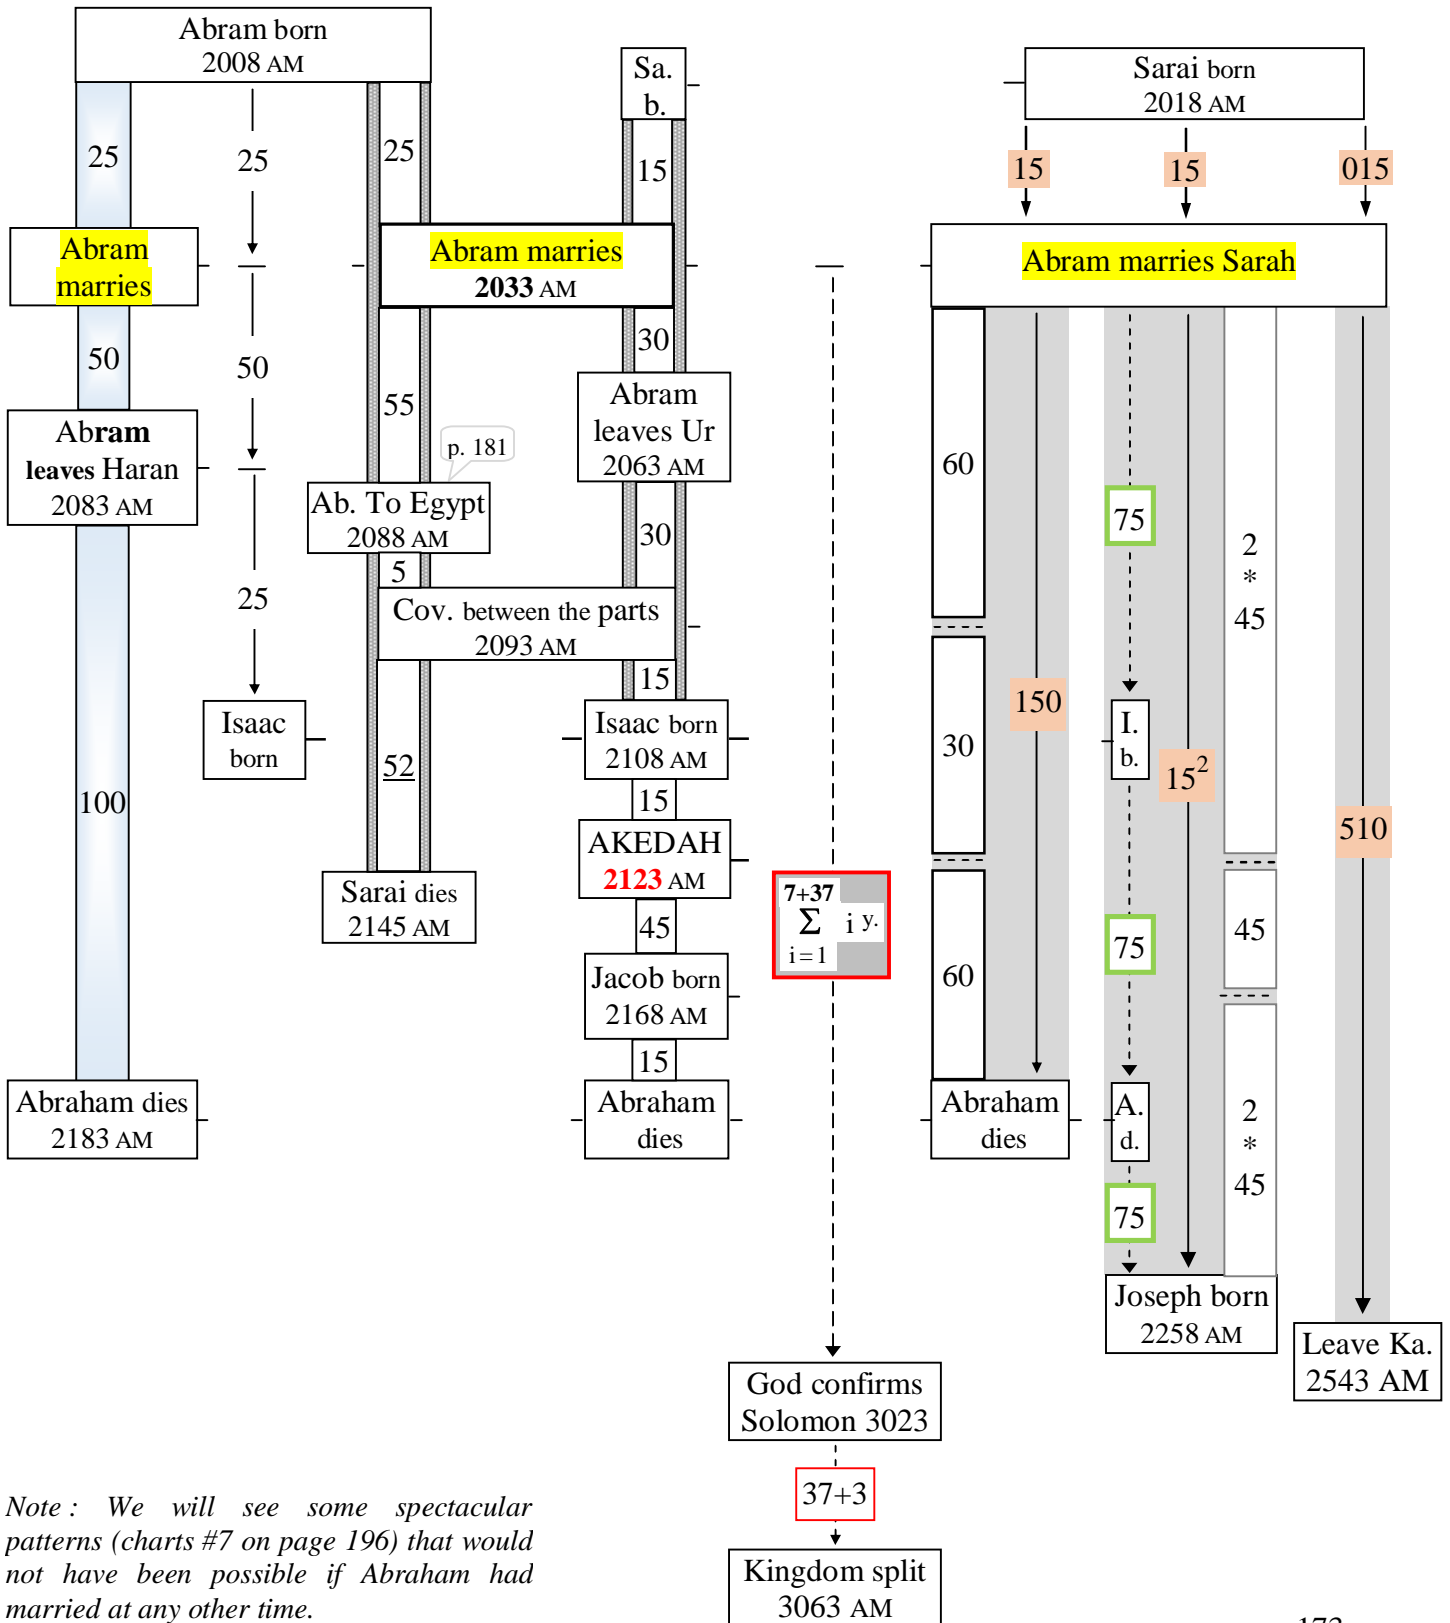 Abram born
2008 AM
25
Abram
marries
50
Abram
leaves Haran
2083 AM
100
Abraham dies
2183 AM
25
50
25
Isaac
born
25
Abram marries
2033 AM
55
p. 181
Ab. To Egypt
2088 AM
5
Cov. between the parts
2093 AM
52
Sarai dies
2145 AM
Sa.
b.
15
30
Abram
leaves Ur
2063 AM
30
15
Isaac born
2108 AM
15
AKEDAH
2123 AM
45
Jacob born
2168 AM
15
Abraham
dies
7+37
Σ i y.
i = 1
God confirms
Solomon 3023
37+3
Kingdom split
3063 AM
Sarai born
2018 AM
15
15
015
Abram marries Sarah
60
30
60
150
Abraham
dies
75
I.
b.
75
A.
d.
75
15²
2
*
45
45
2
*
45
Joseph born
2258 AM
510
Leave Ka.
2543 AM
Note : We will see some spectacular
patterns (charts #7 on page 196) that would
not have been possible if Abraham had
married at any other time.